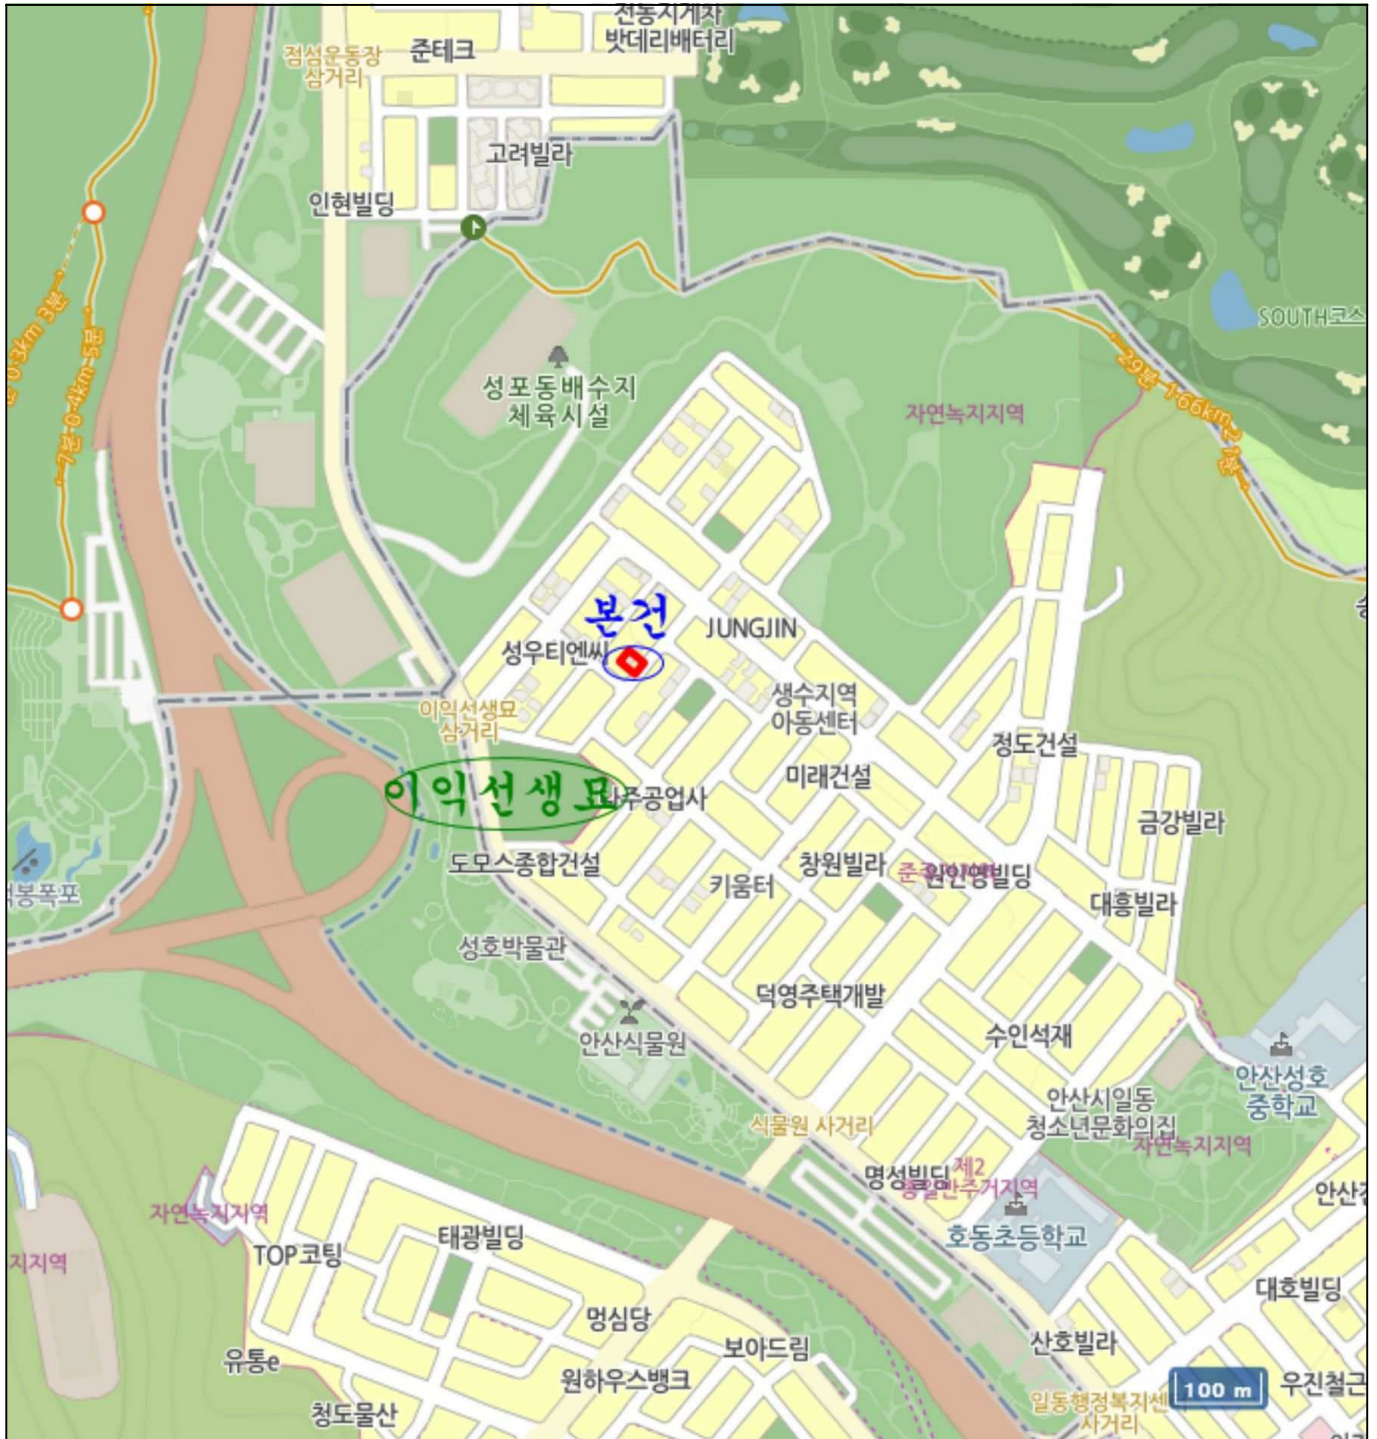 전동지게차
밧데리배터리
점섬운동장
삼거리
준테크
고려빌라
인현빌딩
SOUTH코스
성포동배수지
체육시설
자연녹지지역
29분 1.66km
7분 0.4km 5분
0.3km 3분
본건
JUNGJIN
성우티엔씨
생수지역
아동센터
이익선생묘
삼거리
정도건설
미래건설
이익선생묘
나주공업사
금강빌라
도모스종합건설
창원빌라
키움터
원인영빌딩
대흥빌라
성호박물관
덕영주택개발
안산식물원
수인석재
안산성호
중학교
안산시일동
청소년문화의집
자연녹지지역
식물원 사거리
명성빌딩
제2
종일반주거지역
자연녹지지역
호동초등학교
태광빌딩
TOP코팅
지지역
대호빌딩
멍심당
보아드림
산호빌라
유통e
원하우스뱅크
100 m
우진철근
청도물산
일동행정복지센
사거리